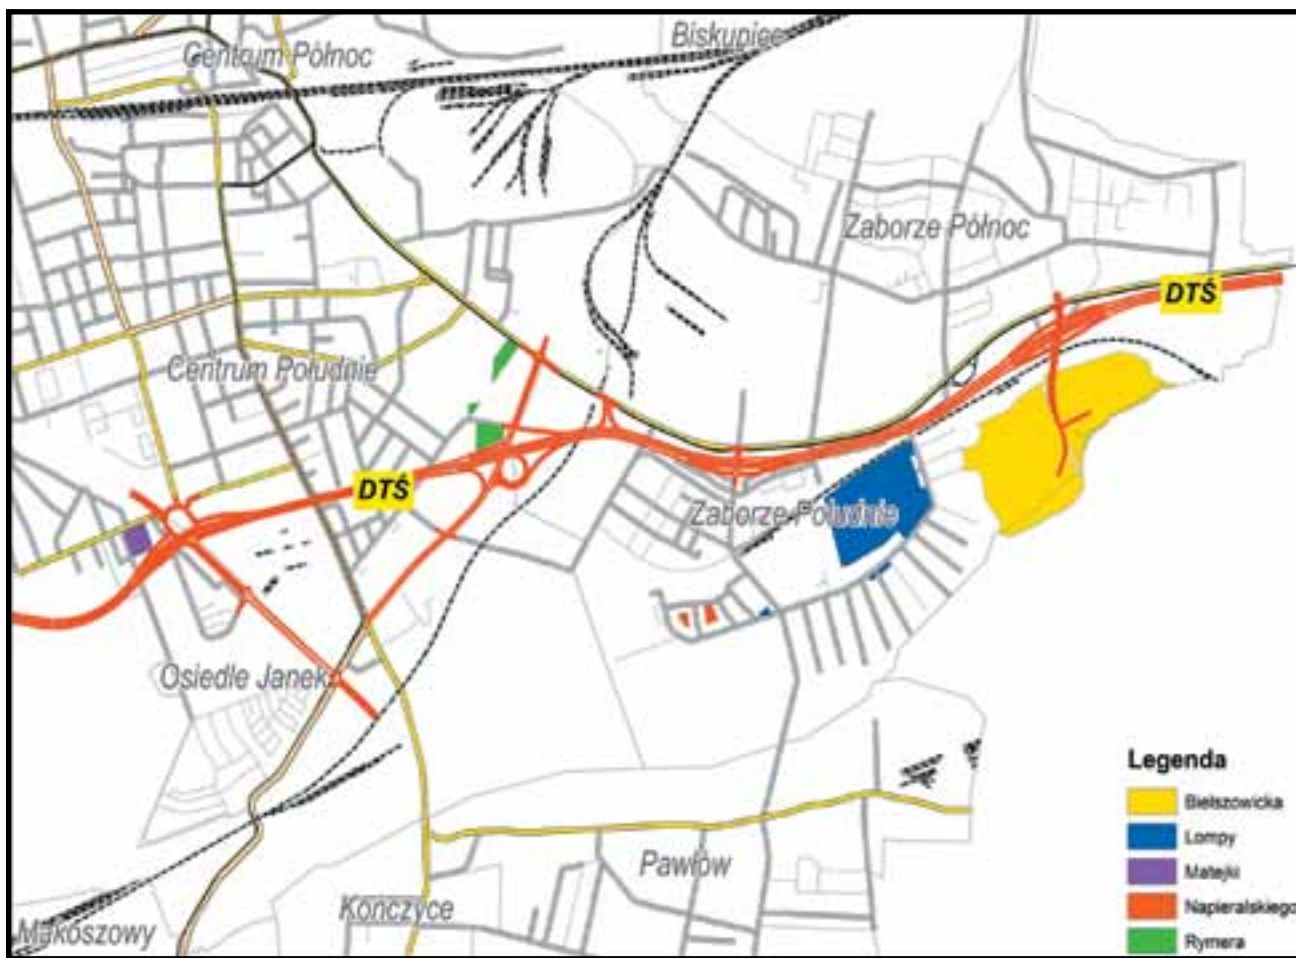 Biskupiec
Centrum Północ
Zaborze Północ
DTŚ
Centrum Południe
DTŚ
Zaborze Południe
Osiedle Janek
Legenda
Bielszowicka
Lompy
Matejki
Napieralskiego
Rymera
Pawłów
Kończyce
Makoszowy